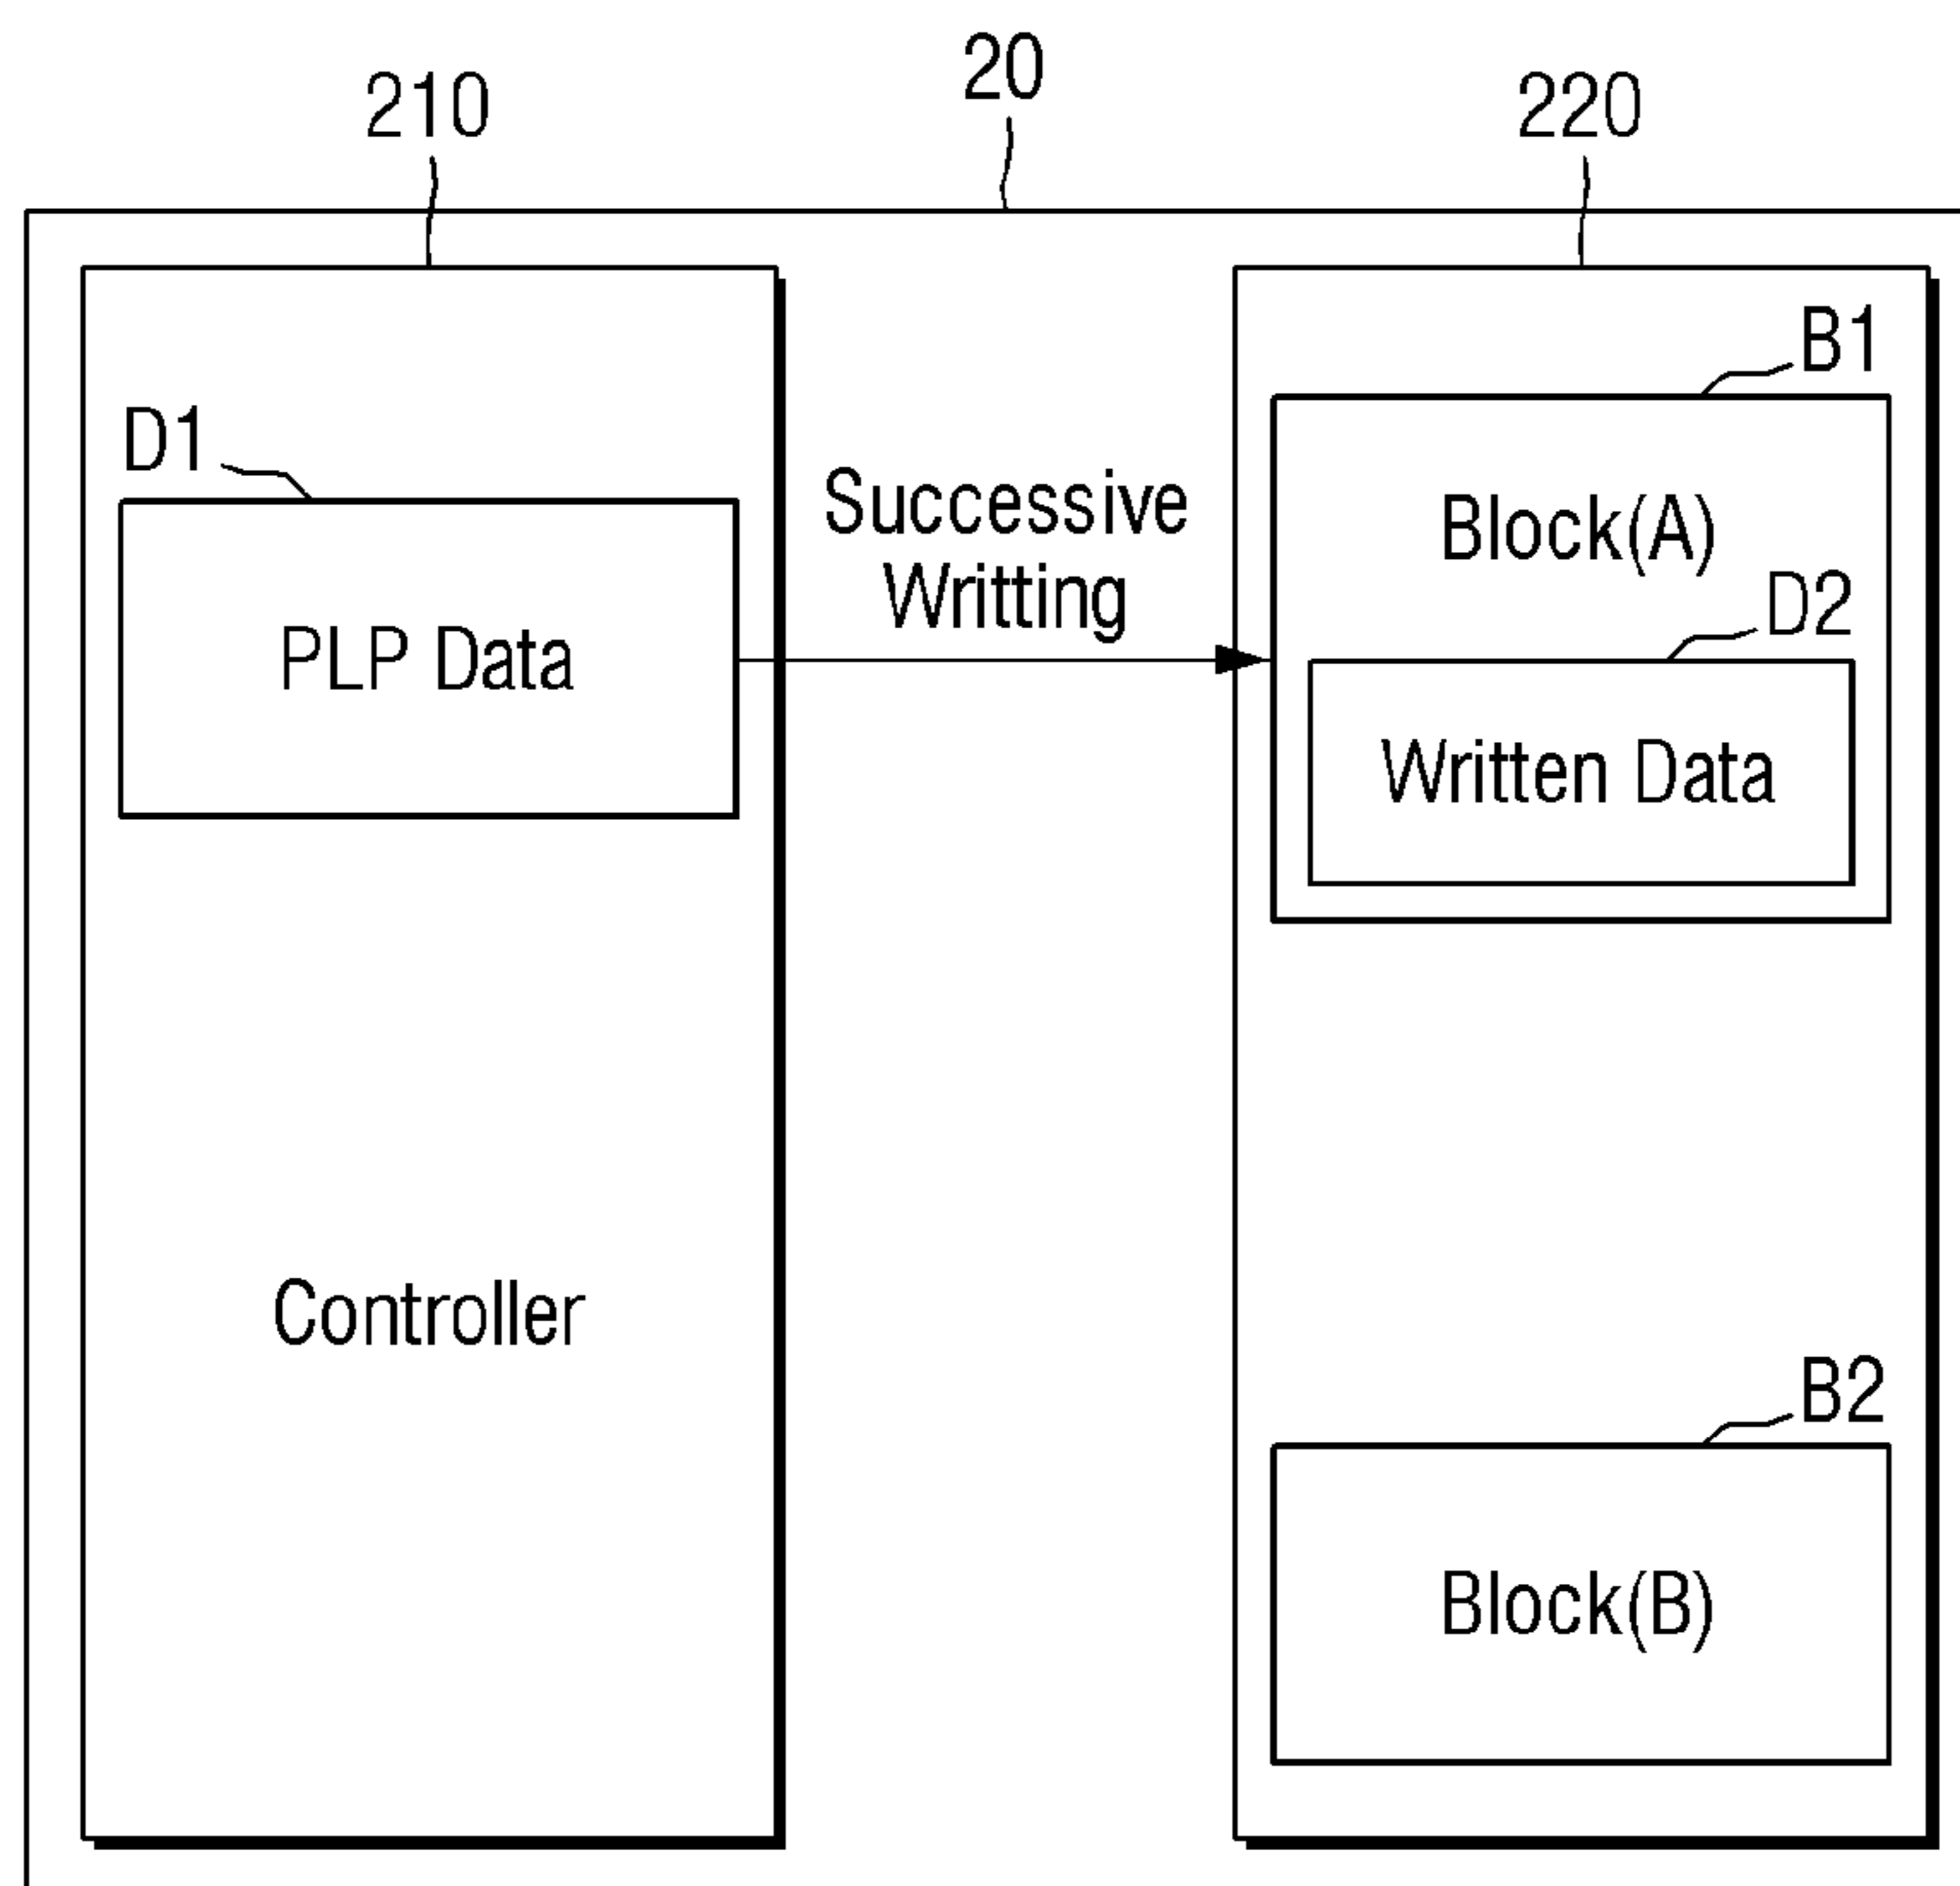 20
210
220
B1
D1
Successive
Writting
Block(A)
D2
PLP Data
Written Data
Controller
B2
Block(B)